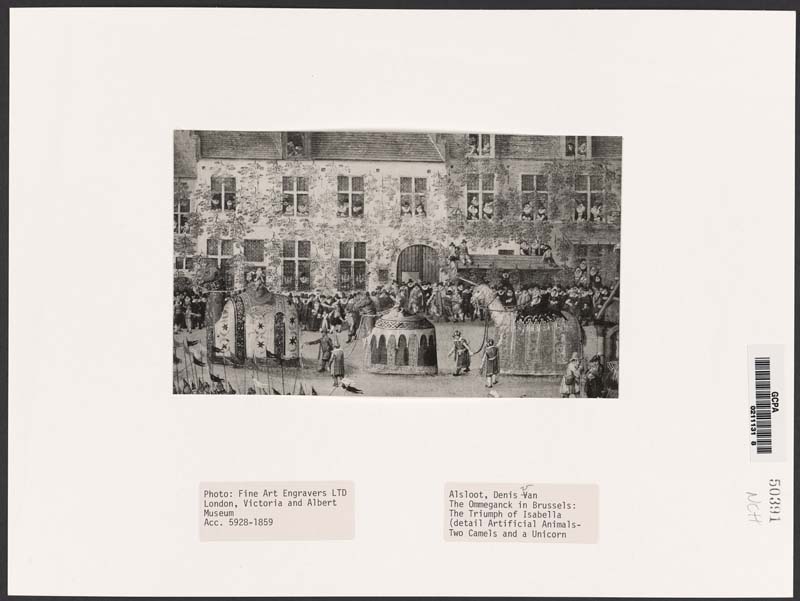 Photo: Fine Art Engravers LTD
London, Victoria and Albert
Museum
Acc. 5928-1859
Alsloot, Denis Van
The Ommeganck in Brussels:
The Triumph of Isabella
(detail Artificial Animals-
Two Camels and a Unicorn
GCPA
0211131 0
50391
NCH